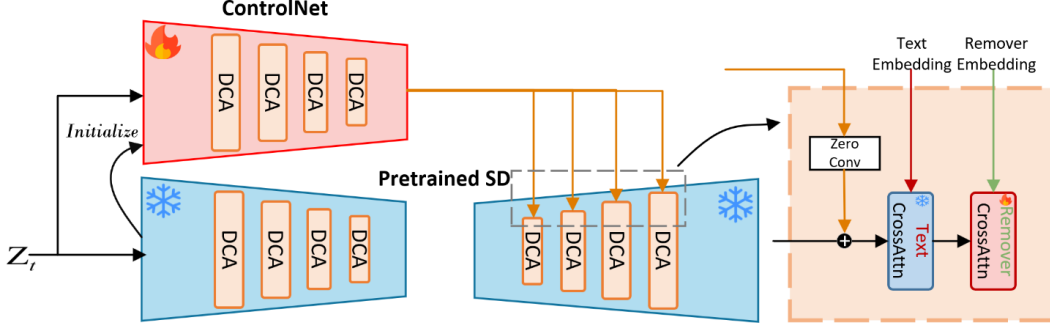 ControlNet
DCA
DCA
DCA
DCA
Initialize
Pretrained SD
Zt
DCA
DCA
DCA
DCA
DCA
DCA
DCA
DCA
Text
Embedding
Remover
Embedding
Zero
Conv
Text
CrossAttn
Remover
CrossAttn